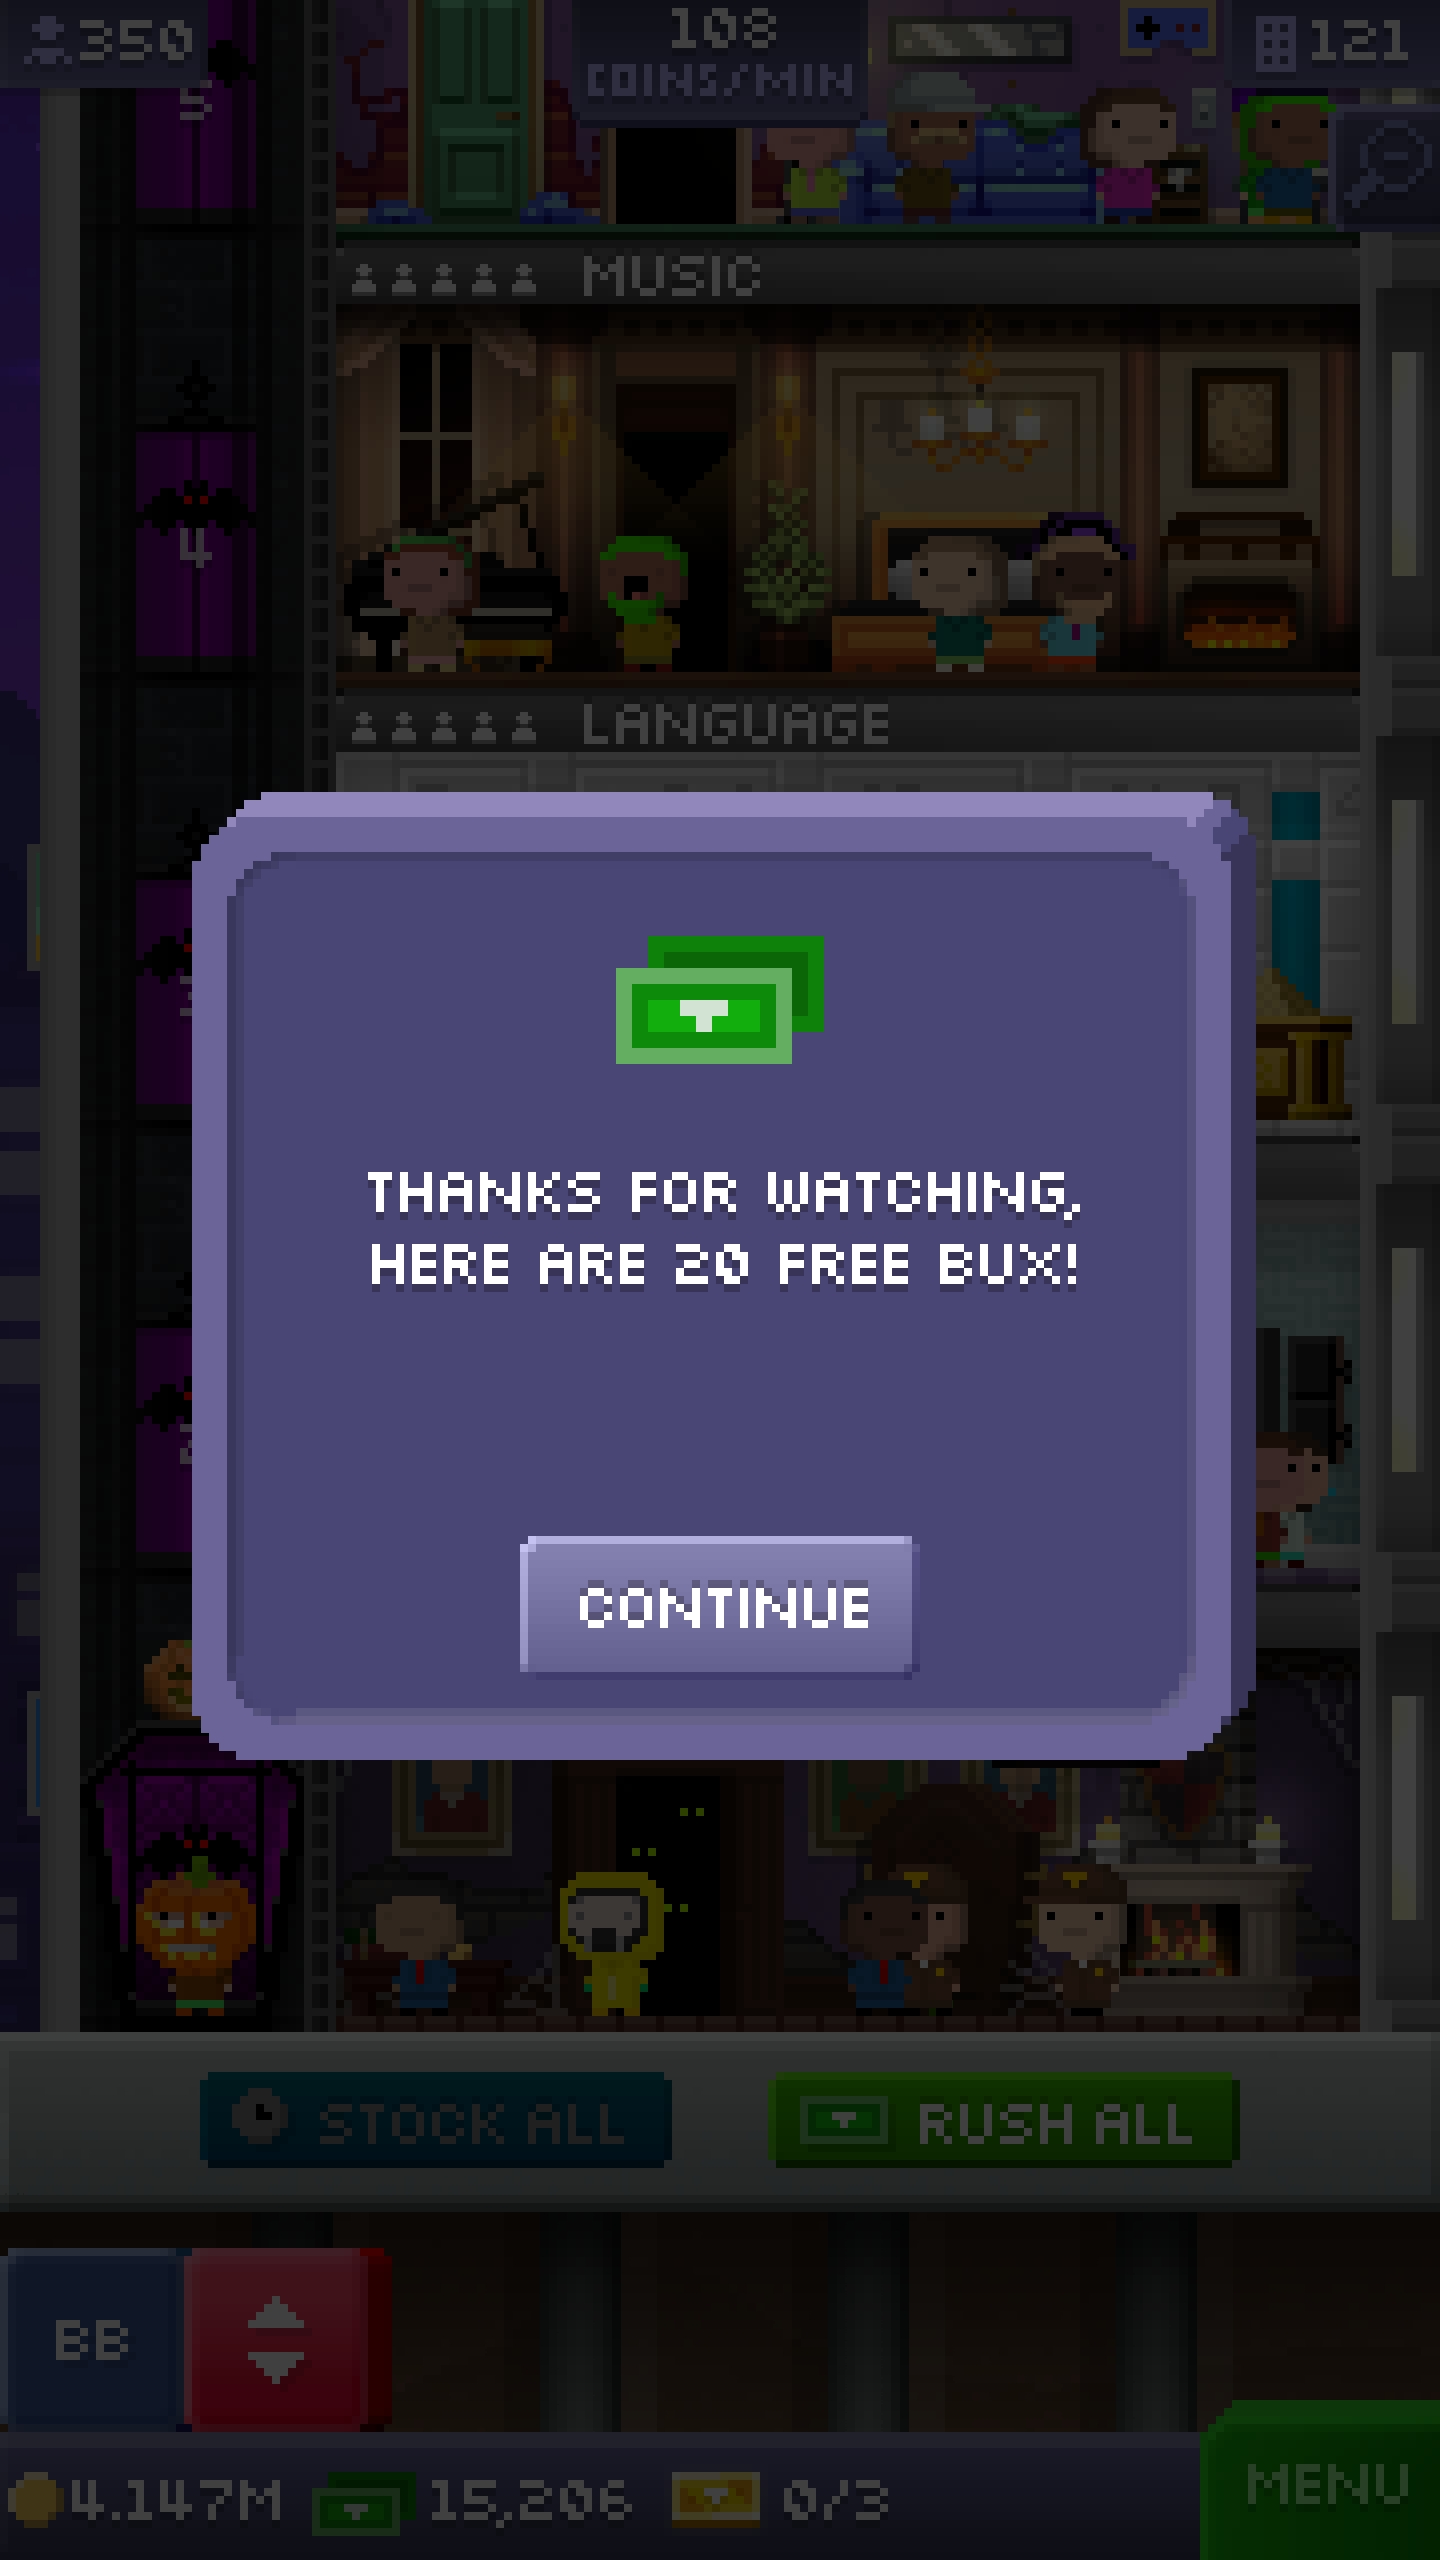 350
108
COINS/MIN
121
5
MUSIC
4
LANGUAGE
THANKS FOR WATCHING,
HERE ARE 20 FREE BUX!
CONTINUE
STOCK ALL
RUSH ALL
BB
4.147M
15,206
0/3
MENU